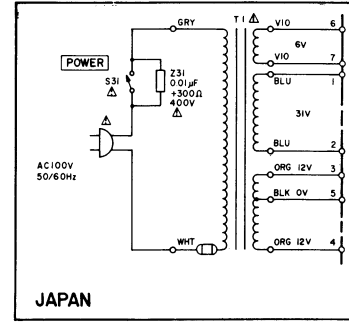 GRY
T1
VIO 6
6V
VIO 7
BLU 1
POWER
S31
Z31
0.01µF
+300Ω
400V
31V
BLU 2
AC100V
50/60Hz
ORG 12V 3
BLK 0V 5
WHT
ORG 12V 4
JAPAN